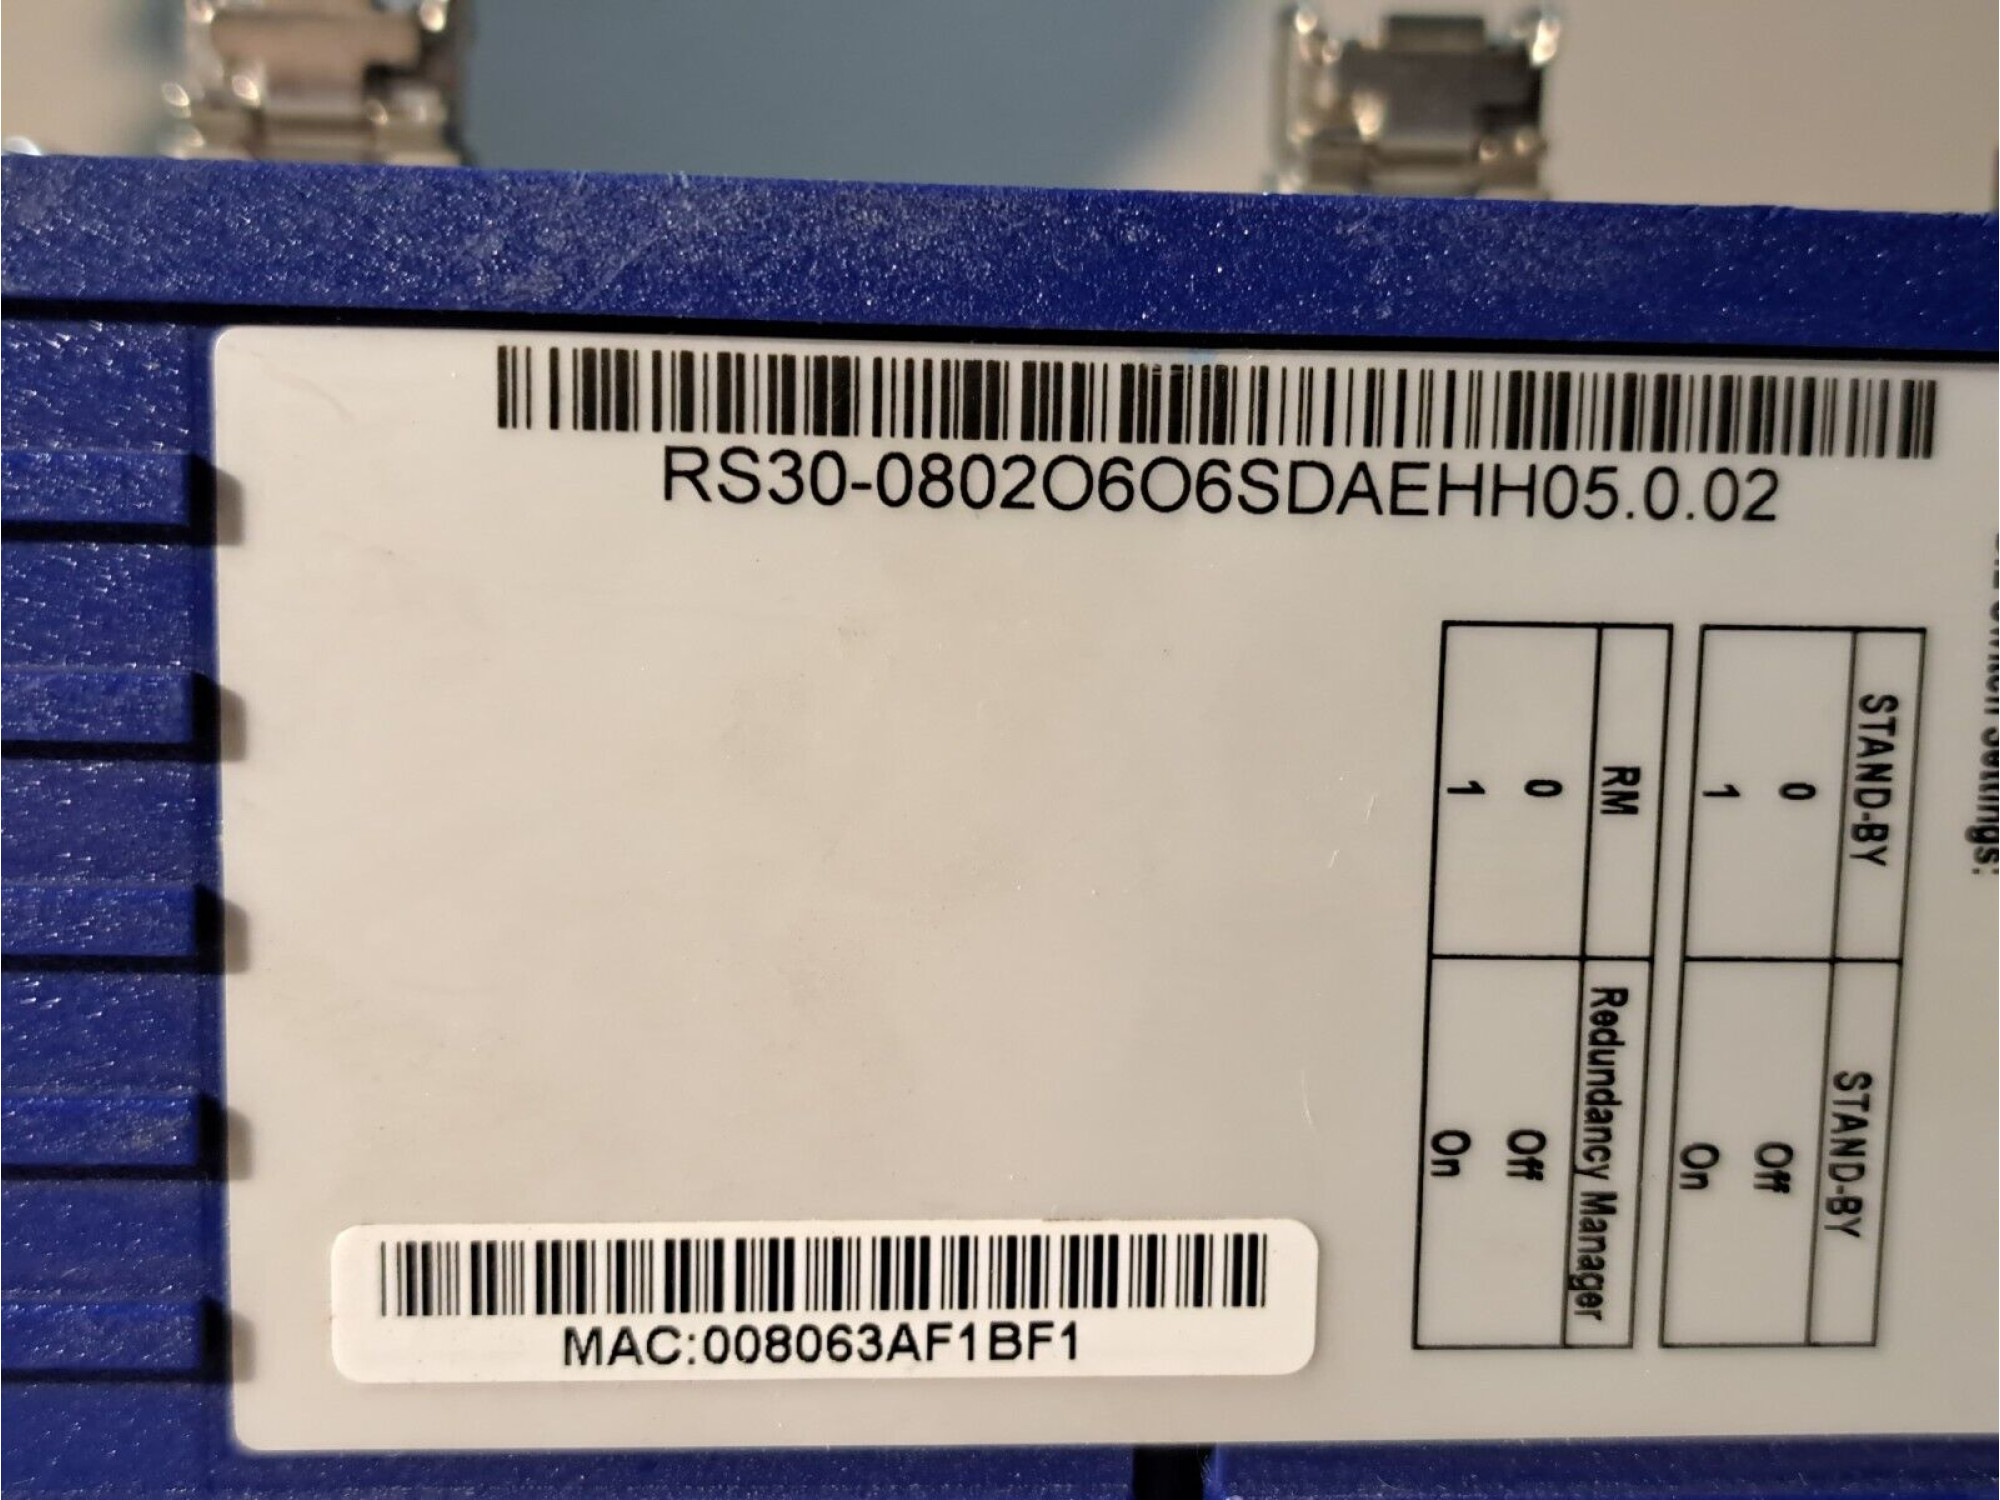 RS30-0802O6O6SDAEHH05.0.02
STAND-BY STAND-BY
0 Off
1 On
RM Redundancy Manager
0 Off
1 On
MAC:008063AF1BF1